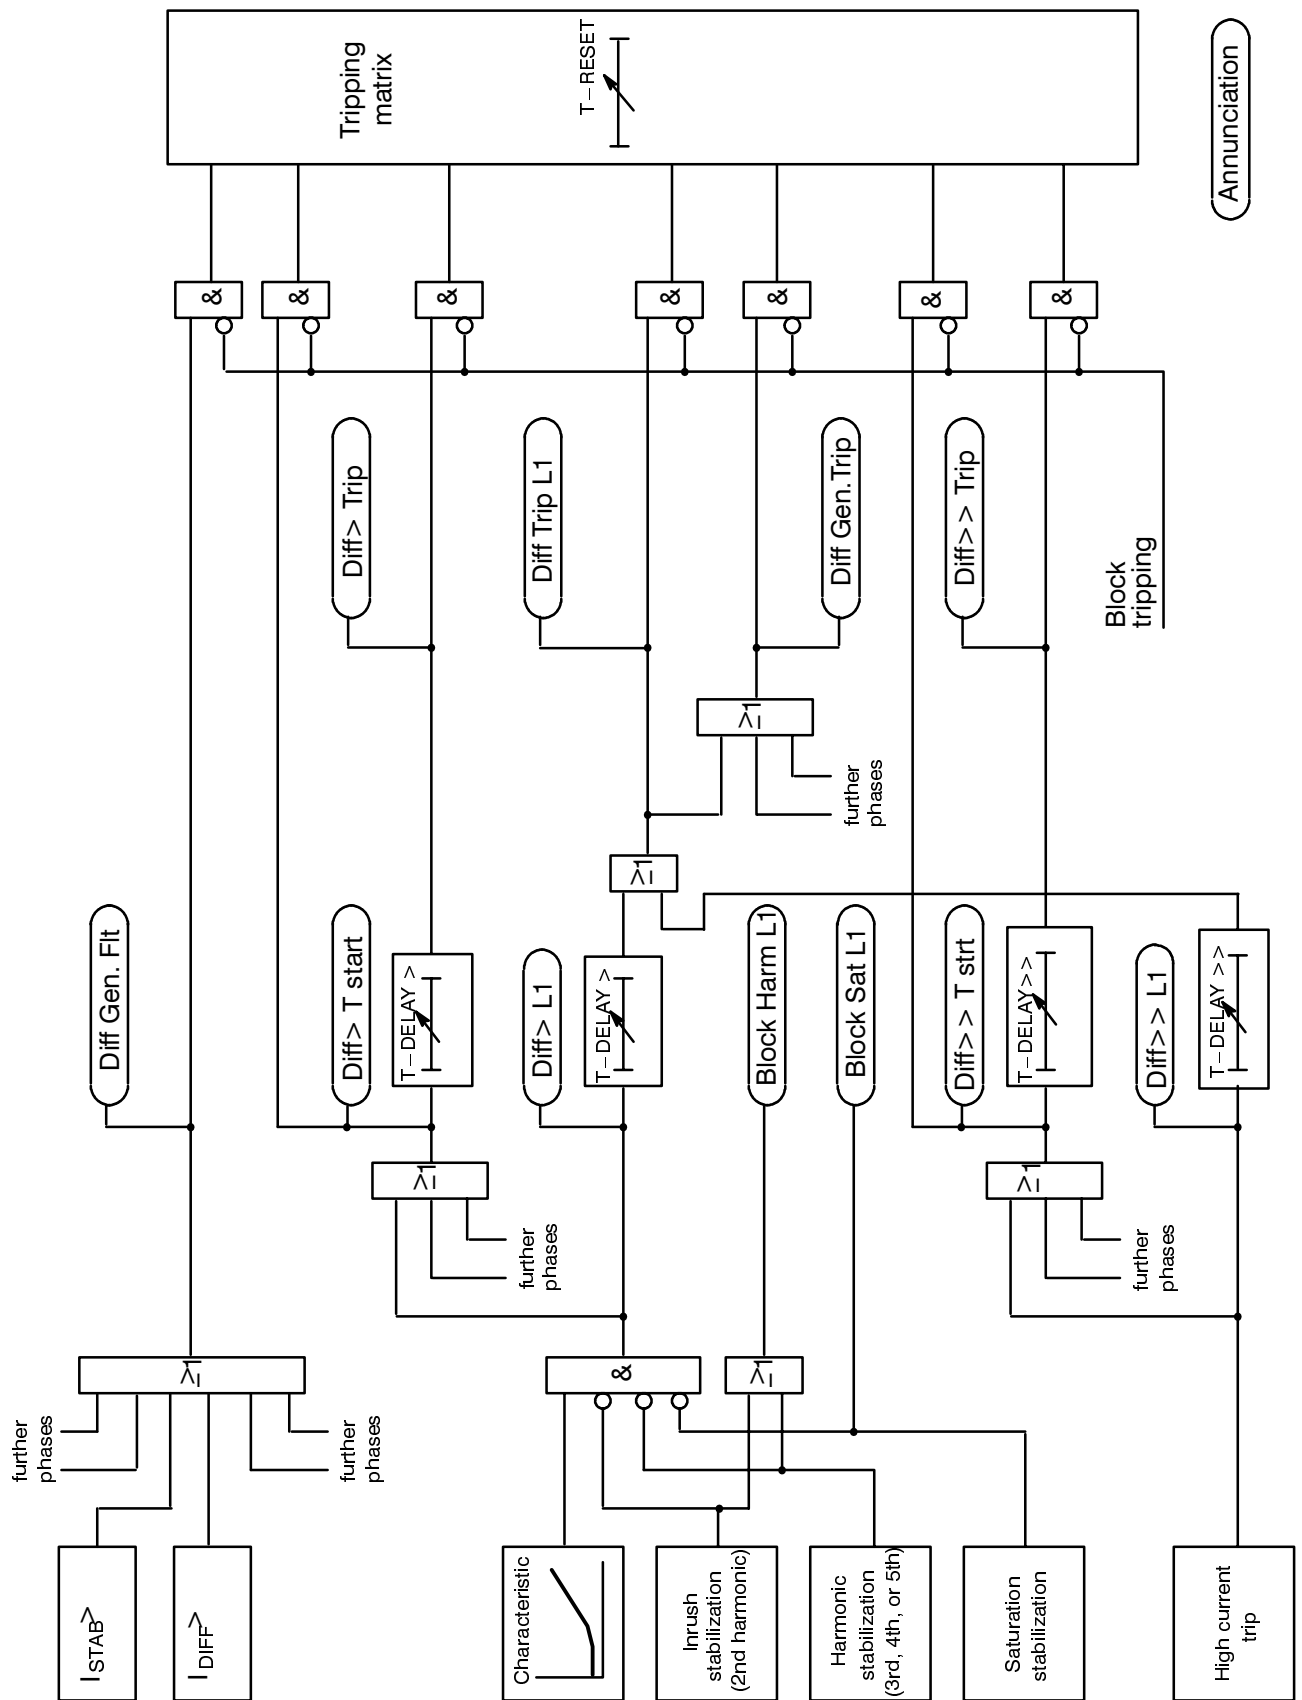 I STAB >
I DIFF >
Characteristic
Inrush
stabilization
(2nd harmonic)
Harmonic
stabilization
(3rd, 4th, or 5th)
Saturation
stabilization
High current
trip
further
phases
further
phases
≥1
&
≥1
≥1
further
phases
≥1
further
phases
Diff Gen. Flt
Diff> T start
T–DELAY >
Diff> L1
T–DELAY >
Block Harm L1
Block Sat L1
Diff>> T strt
T–DELAY>>
Diff>> L1
T–DELAY >>
≥1
further
phases
≥1
Diff> Trip
Diff Trip L1
Diff Gen.Trip
Diff>> Trip
Block
tripping
&
&
&
&
&
&
&
Tripping
matrix
T–RESET
Annunciation